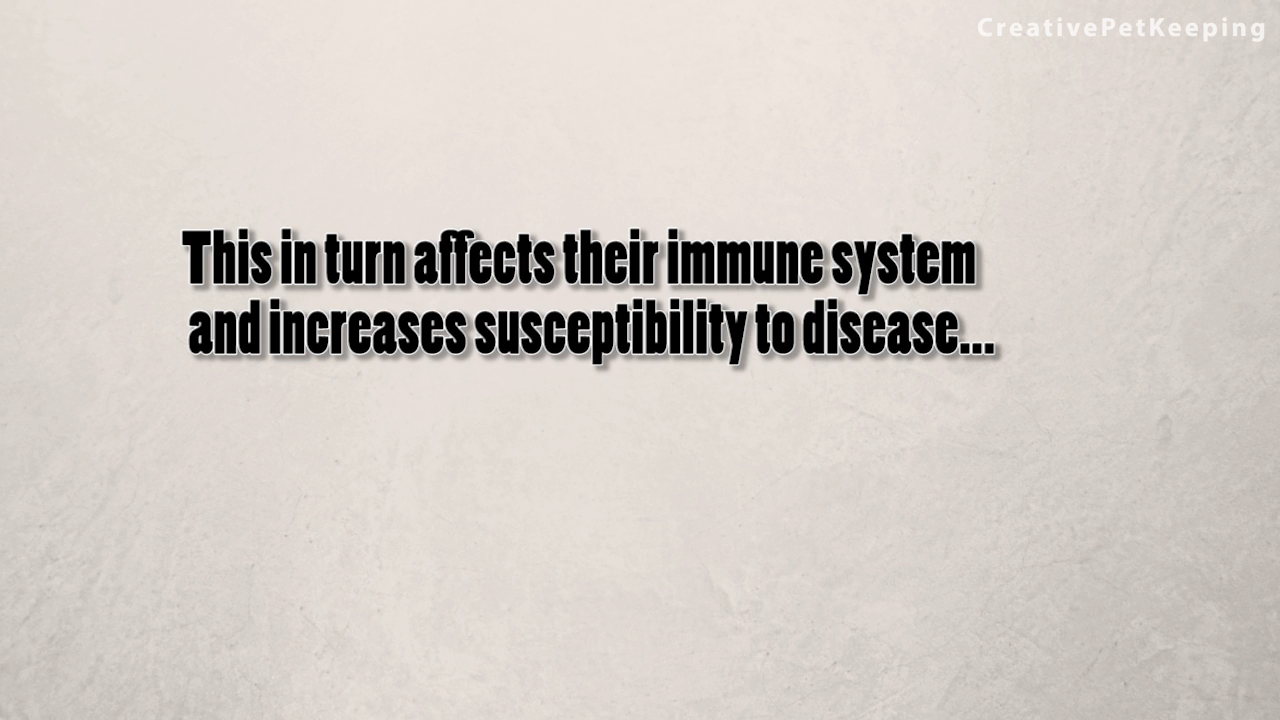 CreativePetKeeping
This in turn affects their immune system
and increases susceptibility to disease...